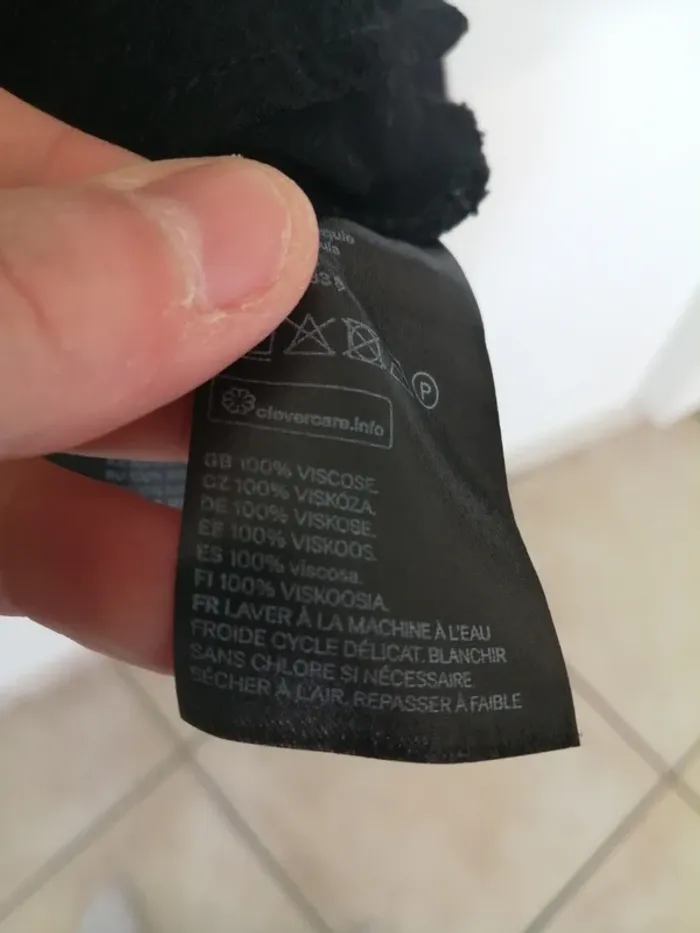 P
clevercare.info
GB 100% VISCOSE
CZ 100% VISKÓZA.
DE 100% VISKOSE.
EE 100% VISKOOS.
ES 100% viscosa.
FI 100% VISKOOSIA
FR LAVER À LA MACHINE À L'EAU
FROIDE CYCLE DÉLICAT. BLANCHIR
SANS CHLORE SI NÉCESSAIRE
SÉCHER À L'AIR. REPASSER À FAIBLE